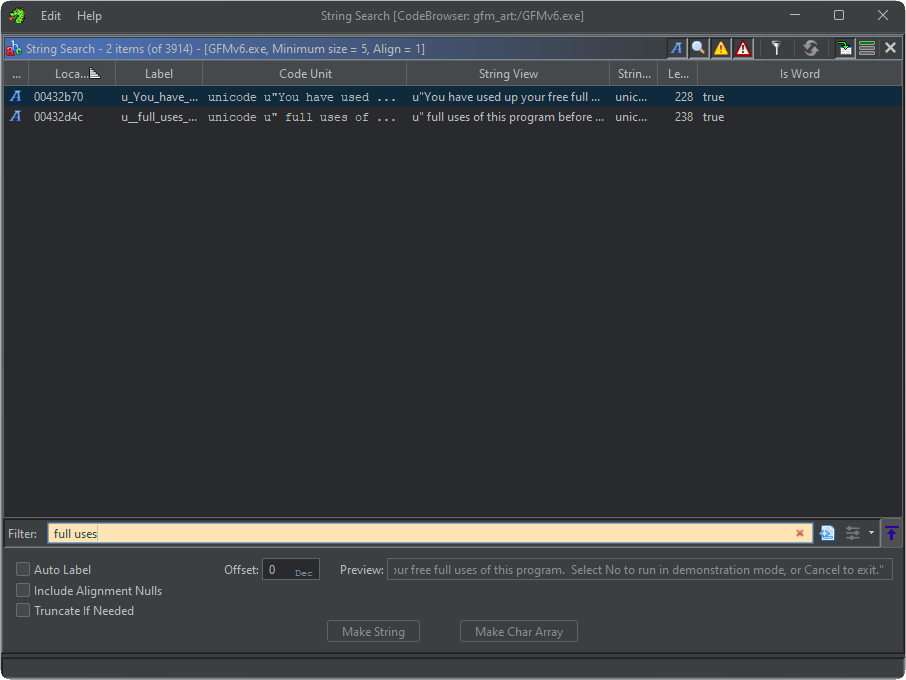 Edit Help String Search [CodeBrowser: gfm_art:/GFMv6.exe]
String Search - 2 items (of 3914) - [GFMv6.exe, Minimum size = 5, Align = 1]
... Loca... Label Code Unit String View Strin... Le... Is Word
A 00432b70 u_You_have_... unicode u"You have used ... u"You have used up your free full ... unic... 228 true
A 00432d4c u__full_uses_... unicode u" full uses of ... u" full uses of this program before ... unic... 238 true
Filter: full uses
Auto Label Offset: 0 Dec Preview: our free full uses of this program.  Select No to run in demonstration mode, or Cancel to exit."
Include Alignment Nulls
Truncate If Needed
Make String Make Char Array